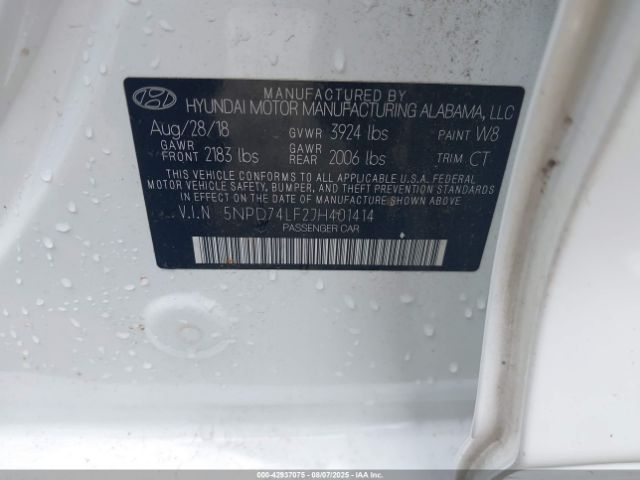 MANUFACTURED BY
HYUNDAI MOTOR MANUFACTURING ALABAMA, LLC
Aug/28/18 GVWR 3924 lbs PAINT W8
GAWR FRONT 2183 lbs GAWR REAR 2006 lbs TRIM CT
THIS VEHICLE CONFORMS TO ALL APPLICABLE U.S.A FEDERAL
MOTOR VEHICLE SAFETY, BUMPER, AND THEFT PREVENTION STANDARDS
IN EFFECT ON THE DATE OF MANUFACTURE SHOWN ABOVE.
V.I.N 5NPD74LF2JH401414
PASSENGER CAR
000-42937075 - 08/07/2025 - IAAI.COM